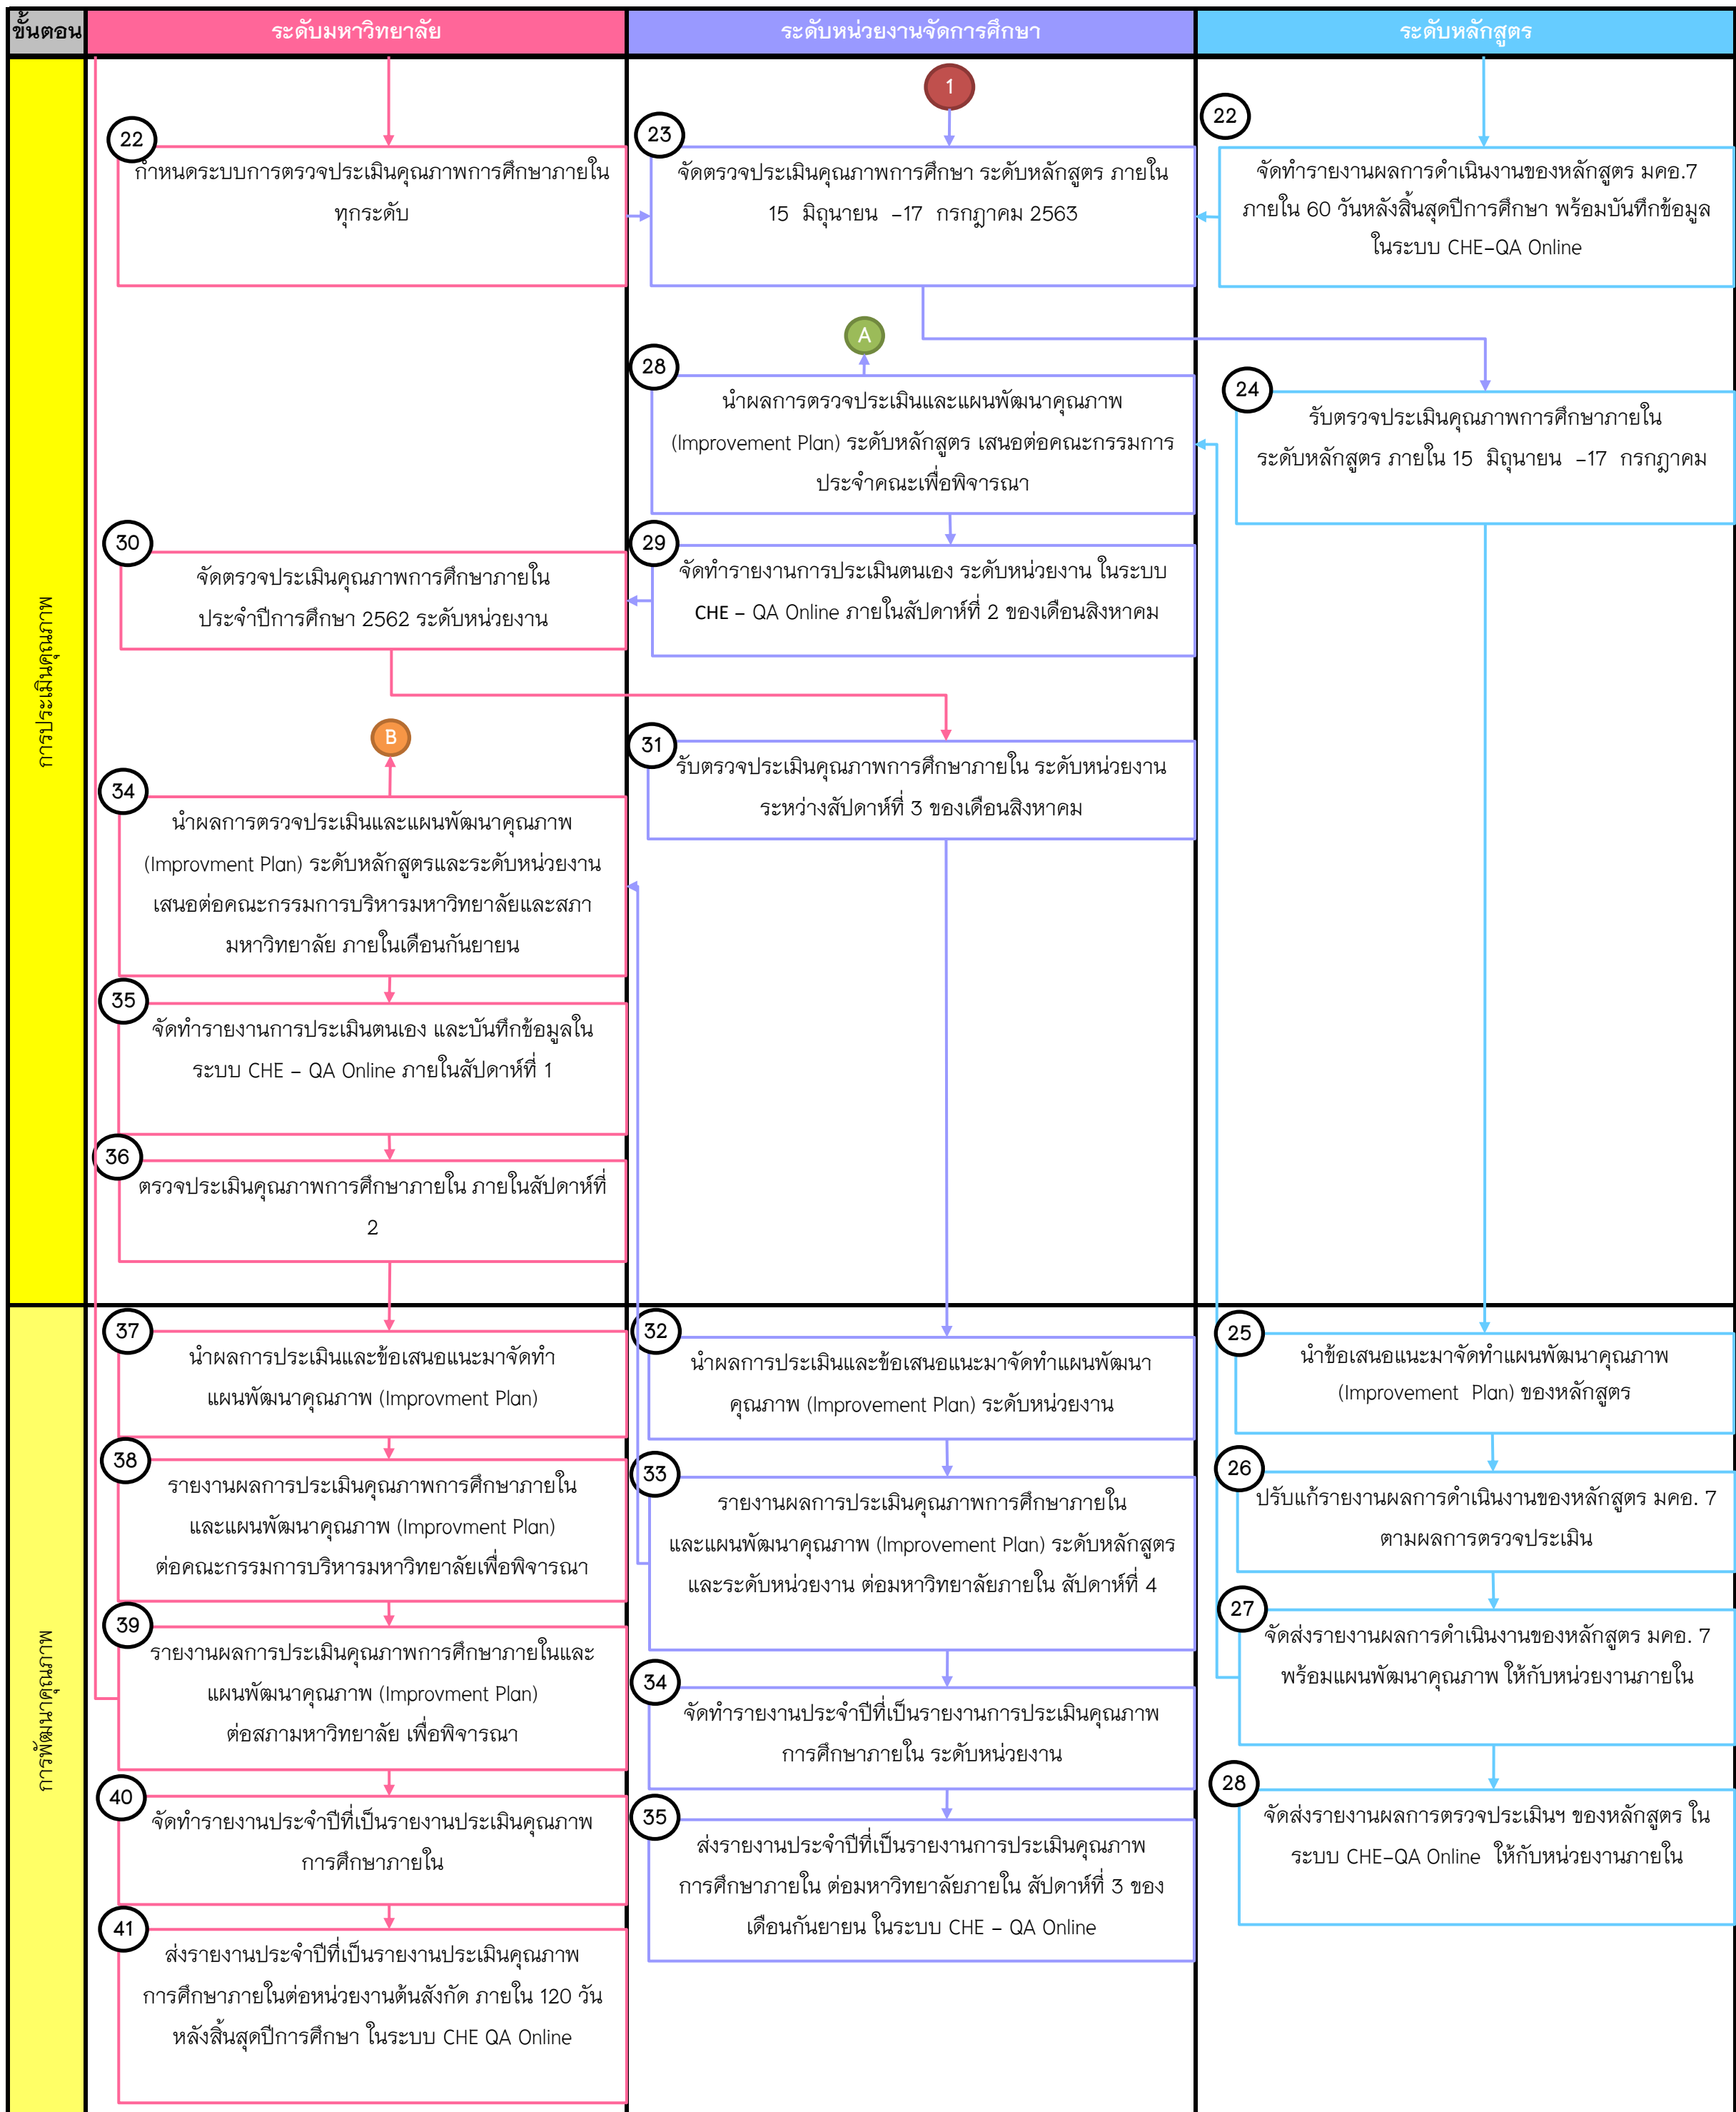 ขั้นตอน
ระดับมหาวิทยาลัย
ระดับหน่วยงานจัดการศึกษา
ระดับหลักสูตร
การประเมินคุณภาพ
22
กำหนดระบบการตรวจประเมินคุณภาพการศึกษาภายใน
ทุกระดับ
1
23
จัดตรวจประเมินคุณภาพการศึกษา ระดับหลักสูตร ภายใน
15 มิถุนายน –17 กรกฎาคม 2563
22
จัดทำรายงานผลการดำเนินงานของหลักสูตร มคอ.7
ภายใน 60 วันหลังสิ้นสุดปีการศึกษา พร้อมบันทึกข้อมูล
ในระบบ CHE–QA Online
A
28
นำผลการตรวจประเมินและแผนพัฒนาคุณภาพ
(Improvement Plan) ระดับหลักสูตร เสนอต่อคณะกรรมการ
ประจำคณะเพื่อพิจารณา
24
รับตรวจประเมินคุณภาพการศึกษาภายใน
ระดับหลักสูตร ภายใน 15 มิถุนายน –17 กรกฎาคม
30
จัดตรวจประเมินคุณภาพการศึกษาภายใน
ประจำปีการศึกษา 2562 ระดับหน่วยงาน
29
จัดทำรายงานการประเมินตนเอง ระดับหน่วยงาน ในระบบ
CHE – QA Online ภายในสัปดาห์ที่ 2 ของเดือนสิงหาคม
B
31
รับตรวจประเมินคุณภาพการศึกษาภายใน ระดับหน่วยงาน
ระหว่างสัปดาห์ที่ 3 ของเดือนสิงหาคม
34
นำผลการตรวจประเมินและแผนพัฒนาคุณภาพ
(Improvment Plan) ระดับหลักสูตรและระดับหน่วยงาน
เสนอต่อคณะกรรมการบริหารมหาวิทยาลัยและสภา
มหาวิทยาลัย ภายในเดือนกันยายน
35
จัดทำรายงานการประเมินตนเอง และบันทึกข้อมูลใน
ระบบ CHE – QA Online ภายในสัปดาห์ที่ 1
36
ตรวจประเมินคุณภาพการศึกษาภายใน ภายในสัปดาห์ที่
2
การพัฒนาคุณภาพ
37
นำผลการประเมินและข้อเสนอแนะมาจัดทำ
แผนพัฒนาคุณภาพ (Improvment Plan)
38
รายงานผลการประเมินคุณภาพการศึกษาภายใน
และแผนพัฒนาคุณภาพ (Improvment Plan)
ต่อคณะกรรมการบริหารมหาวิทยาลัยเพื่อพิจารณา
39
รายงานผลการประเมินคุณภาพการศึกษาภายในและ
แผนพัฒนาคุณภาพ (Improvment Plan)
ต่อสภามหาวิทยาลัย เพื่อพิจารณา
40
จัดทำรายงานประจำปีที่เป็นรายงานประเมินคุณภาพ
การศึกษาภายใน
41
ส่งรายงานประจำปีที่เป็นรายงานประเมินคุณภาพ
การศึกษาภายในต่อหน่วยงานต้นสังกัด ภายใน 120 วัน
หลังสิ้นสุดปีการศึกษา ในระบบ CHE QA Online
32
นำผลการประเมินและข้อเสนอแนะมาจัดทำแผนพัฒนา
คุณภาพ (Improvement Plan) ระดับหน่วยงาน
33
รายงานผลการประเมินคุณภาพการศึกษาภายใน
และแผนพัฒนาคุณภาพ (Improvement Plan) ระดับหลักสูตร
และระดับหน่วยงาน ต่อมหาวิทยาลัยภายใน สัปดาห์ที่ 4
34
จัดทำรายงานประจำปีที่เป็นรายงานการประเมินคุณภาพ
การศึกษาภายใน ระดับหน่วยงาน
35
ส่งรายงานประจำปีที่เป็นรายงานการประเมินคุณภาพ
การศึกษาภายใน ต่อมหาวิทยาลัยภายใน สัปดาห์ที่ 3 ของ
เดือนกันยายน ในระบบ CHE – QA Online
25
นำข้อเสนอแนะมาจัดทำแผนพัฒนาคุณภาพ
(Improvement Plan) ของหลักสูตร
26
ปรับแก้รายงานผลการดำเนินงานของหลักสูตร มคอ. 7
ตามผลการตรวจประเมิน
27
จัดส่งรายงานผลการดำเนินงานของหลักสูตร มคอ. 7
พร้อมแผนพัฒนาคุณภาพ ให้กับหน่วยงานภายใน
28
จัดส่งรายงานผลการตรวจประเมินฯ ของหลักสูตร ใน
ระบบ CHE–QA Online ให้กับหน่วยงานภายใน